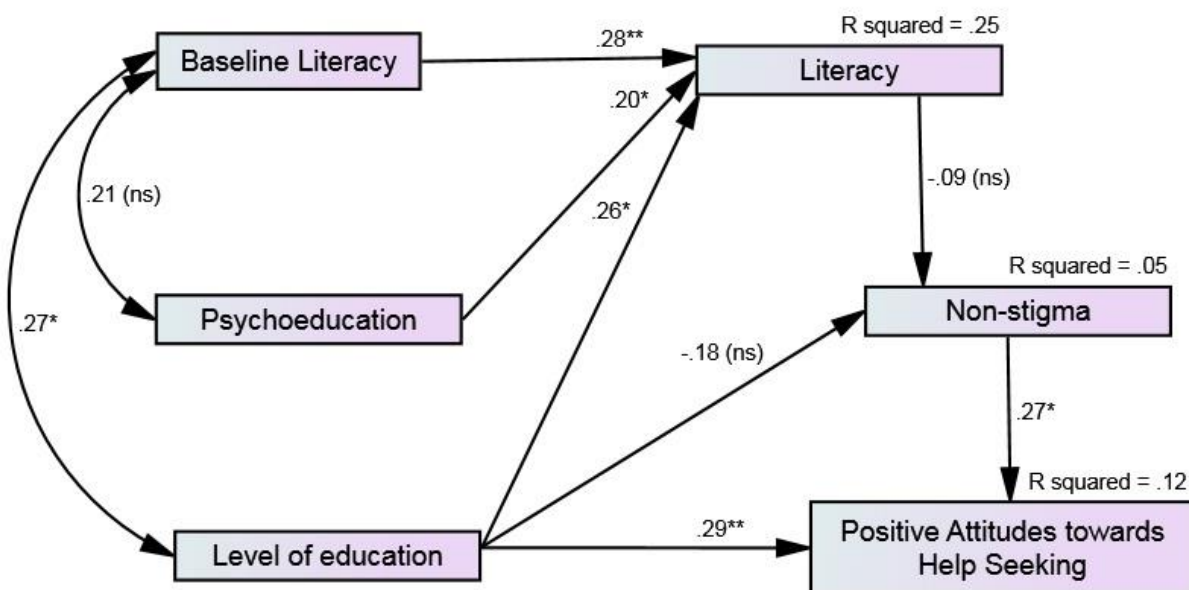 R squared = .25
Baseline Literacy
.28**
Literacy
.20*
.21 (ns)
-.09 (ns)
.26*
R squared = .05
Psychoeducation
Non-stigma
.27*
-.18 (ns)
.27*
R squared = .12
Level of education
.29**
Positive Attitudes towards
Help Seeking